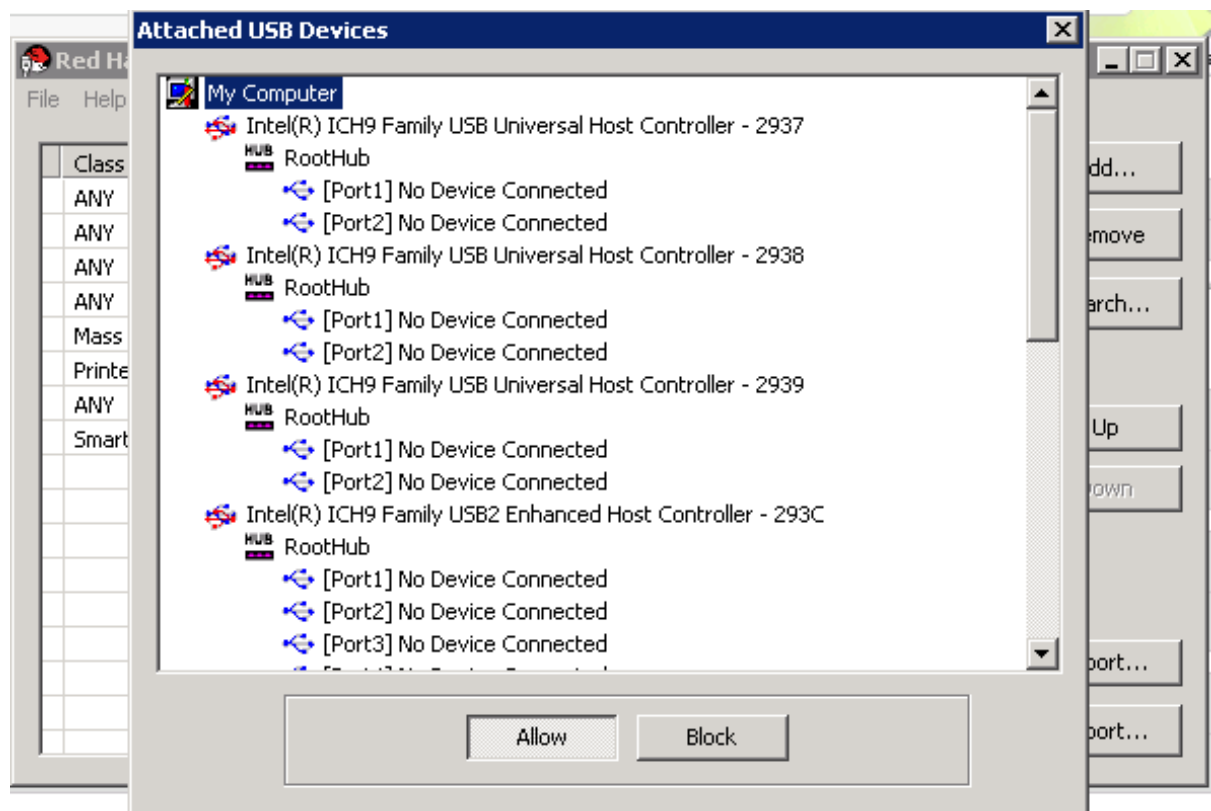 Attached USB Devices
Red Ha
File Help
My Computer
Intel(R) ICH9 Family USB Universal Host Controller - 2937
HUB RootHub
[Port1] No Device Connected
[Port2] No Device Connected
Intel(R) ICH9 Family USB Universal Host Controller - 2938
HUB RootHub
[Port1] No Device Connected
[Port2] No Device Connected
Intel(R) ICH9 Family USB Universal Host Controller - 2939
HUB RootHub
[Port1] No Device Connected
[Port2] No Device Connected
Intel(R) ICH9 Family USB2 Enhanced Host Controller - 293C
HUB RootHub
[Port1] No Device Connected
[Port2] No Device Connected
[Port3] No Device Connected
Allow Block
Class
ANY
ANY
ANY
ANY
Mass
Printe
ANY
Smart
dd...
emove
arch...
Up
own
port...
port...